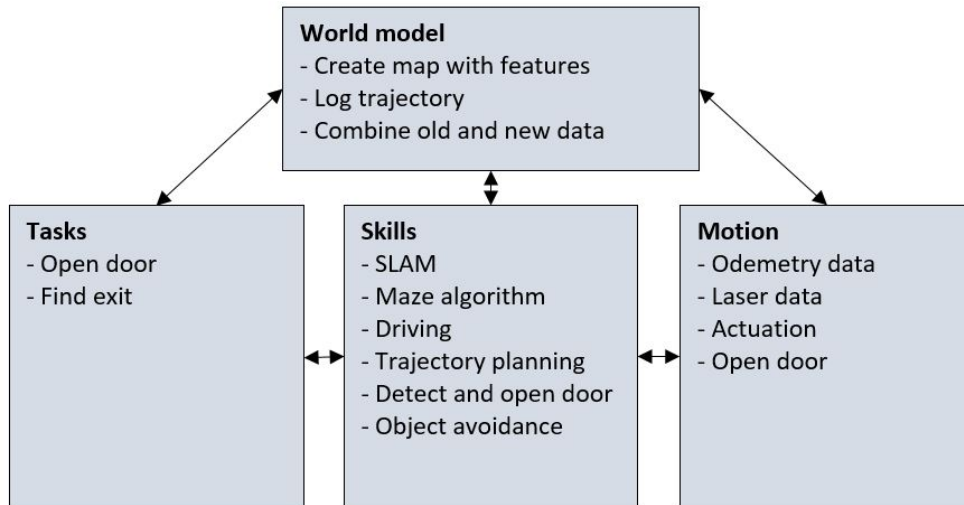 World model
- Create map with features
- Log trajectory
- Combine old and new data
Tasks
- Open door
- Find exit
Skills
- SLAM
- Maze algorithm
- Driving
- Trajectory planning
- Detect and open door
- Object avoidance
Motion
- Odemetry data
- Laser data
- Actuation
- Open door